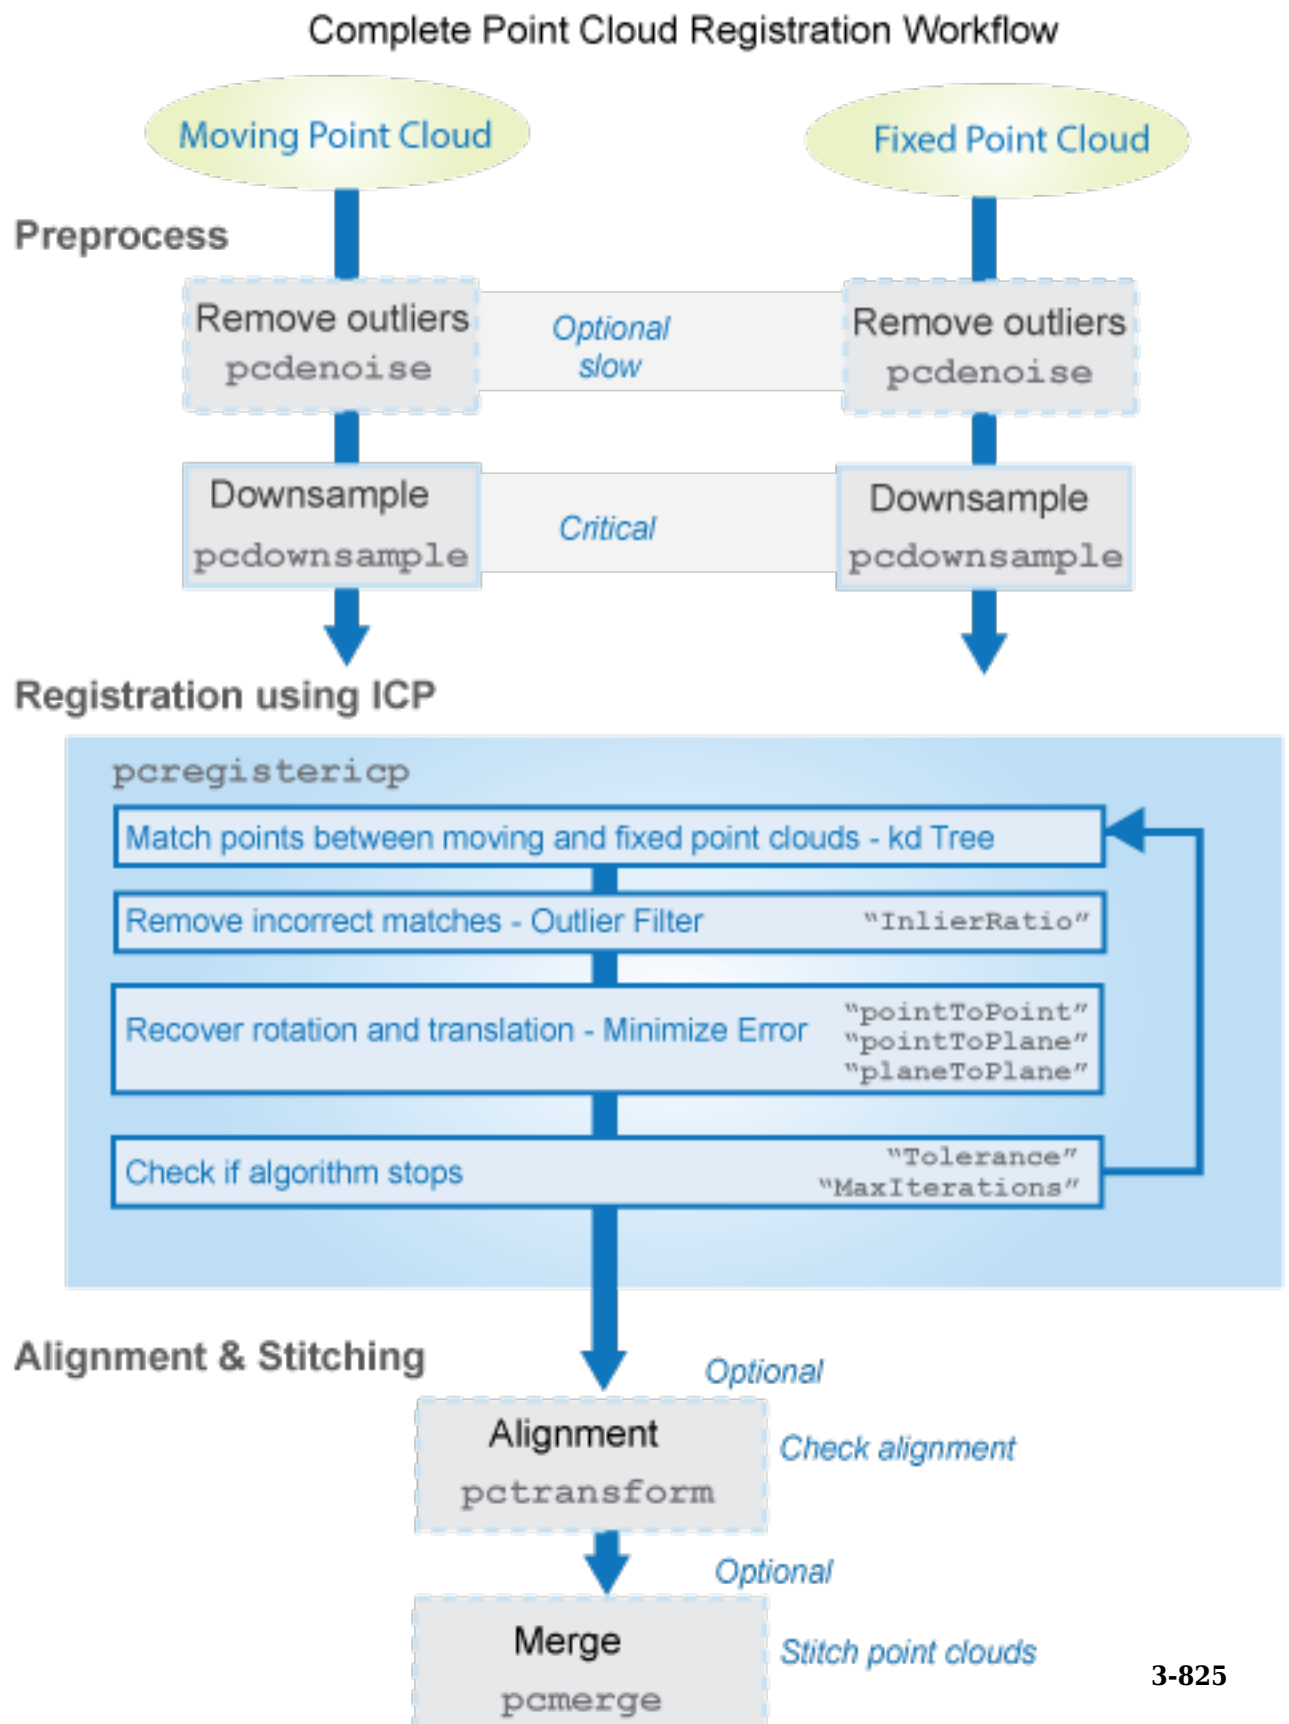 Complete Point Cloud Registration Workflow
Moving Point Cloud
Fixed Point Cloud
Preprocess
Remove outliers
pcdenoise
Optional
slow
Remove outliers
pcdenoise
Downsample
pcdownsample
Critical
Downsample
pcdownsample
Registration using ICP
pcregistericp
Match points between moving and fixed point clouds - kd Tree
Remove incorrect matches - Outlier Filter “InlierRatio”
Recover rotation and translation - Minimize Error
“pointToPoint”
“pointToPlane”
“planeToPlane”
Check if algorithm stops
“Tolerance”
“MaxIterations”
Alignment & Stitching
Optional
Alignment
pctransform
Check alignment
Optional
Merge
pcmerge
Stitch point clouds
3-825